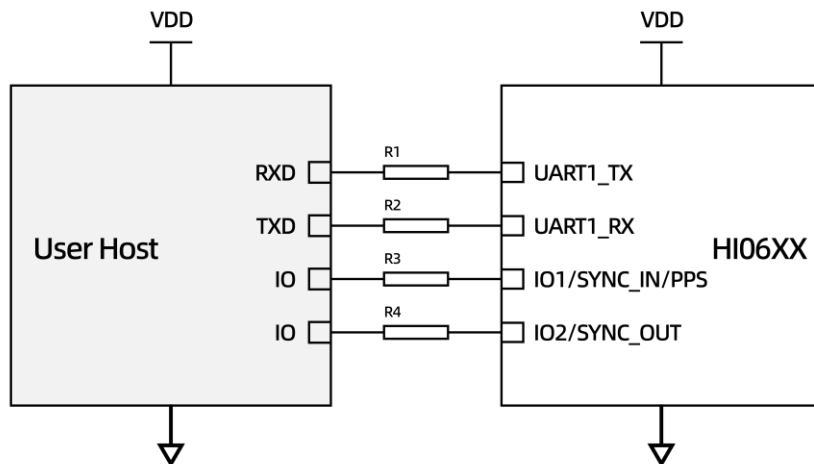 VDD VDD
R1
RXD UART1_TX
R2
TXD UART1_RX
User Host HI06XX
R3
IO IO1/SYNC_IN/PPS
R4
IO IO2/SYNC_OUT